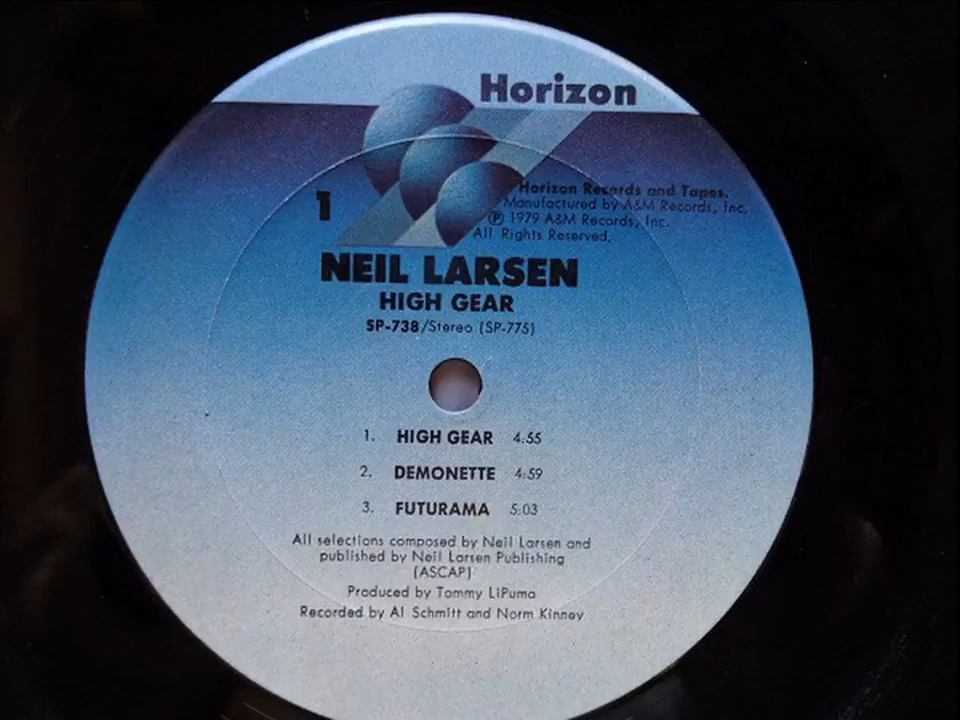 Horizon
Horizon Records and Tapes.
Manufactured by A&M Records, Inc.
℗ 1979 A&M Records, Inc.
All Rights Reserved.
1
NEIL LARSEN
HIGH GEAR
SP-738/Stereo (SP-775)
1. HIGH GEAR 4:55
2. DEMONETTE 4:59
3. FUTURAMA 5:03
All selections composed by Neil Larsen and
published by Neil Larsen Publishing
(ASCAP)
Produced by Tommy LiPuma
Recorded by Al Schmitt and Norm Kinney